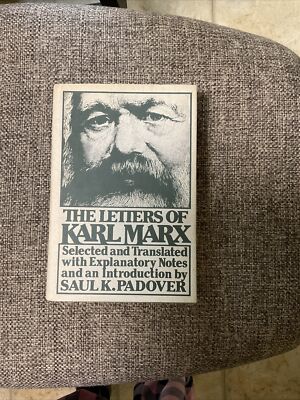 THE LETTERS OF
KARL MARX
Selected and Translated
with Explanatory Notes
and an Introduction by
SAUL K. PADOVER